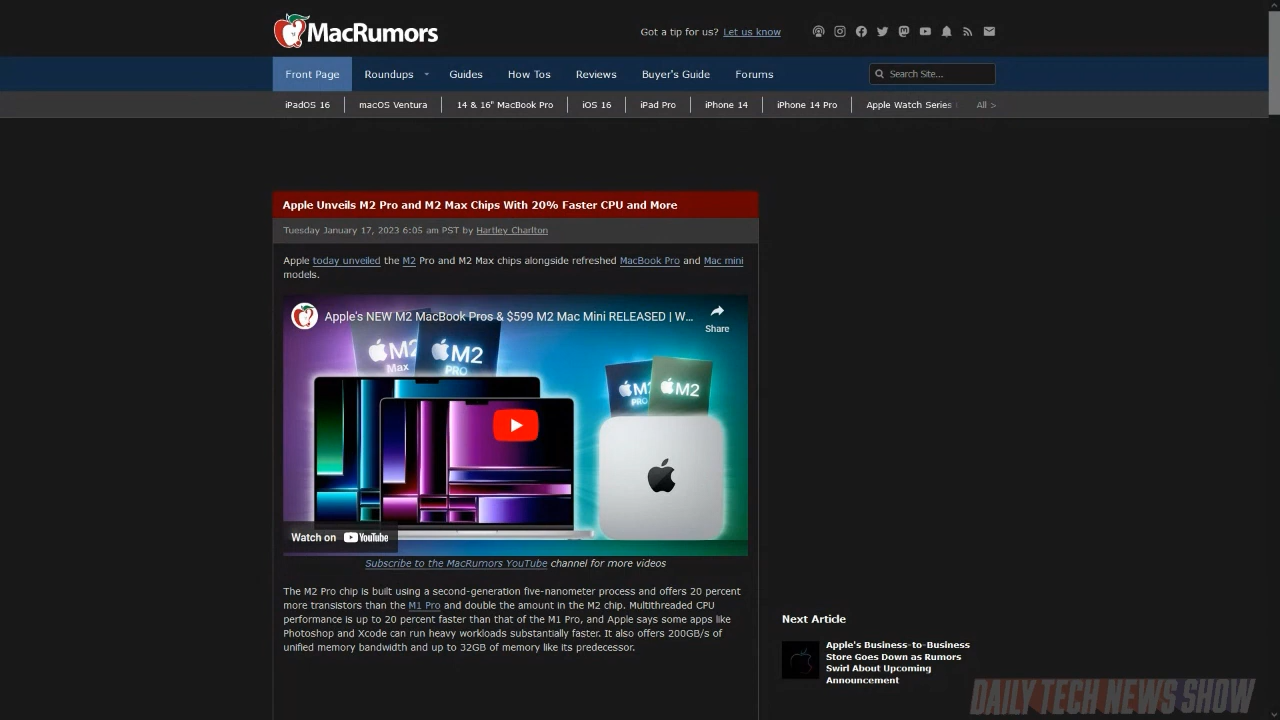 MacRumors
Got a tip for us? Let us know
Front Page Roundups Guides How Tos Reviews Buyer's Guide Forums Search Site...
iPadOS 16 macOS Ventura 14 & 16" MacBook Pro iOS 16 iPad Pro iPhone 14 iPhone 14 Pro Apple Watch Series All >
Apple Unveils M2 Pro and M2 Max Chips With 20% Faster CPU and More
Tuesday January 17, 2023 6:05 am PST by Hartley Charlton
Apple today unveiled the M2 Pro and M2 Max chips alongside refreshed MacBook Pro and Mac mini
models.
Apple's NEW M2 MacBook Pros & $599 M2 Mac Mini RELEASED | W...
Share
M2
Max
M2
PRO
M2
PRO
M2
Watch on YouTube
Subscribe to the MacRumors YouTube channel for more videos
The M2 Pro chip is built using a second-generation five-nanometer process and offers 20 percent
more transistors than the M1 Pro and double the amount in the M2 chip. Multithreaded CPU
performance is up to 20 percent faster than that of the M1 Pro, and Apple says some apps like
Photoshop and Xcode can run heavy workloads substantially faster. It also offers 200GB/s of
unified memory bandwidth and up to 32GB of memory like its predecessor.
Next Article
Apple's Business-to-Business
Store Goes Down as Rumors
Swirl About Upcoming
Announcement
DAILY TECH NEWS SHOW